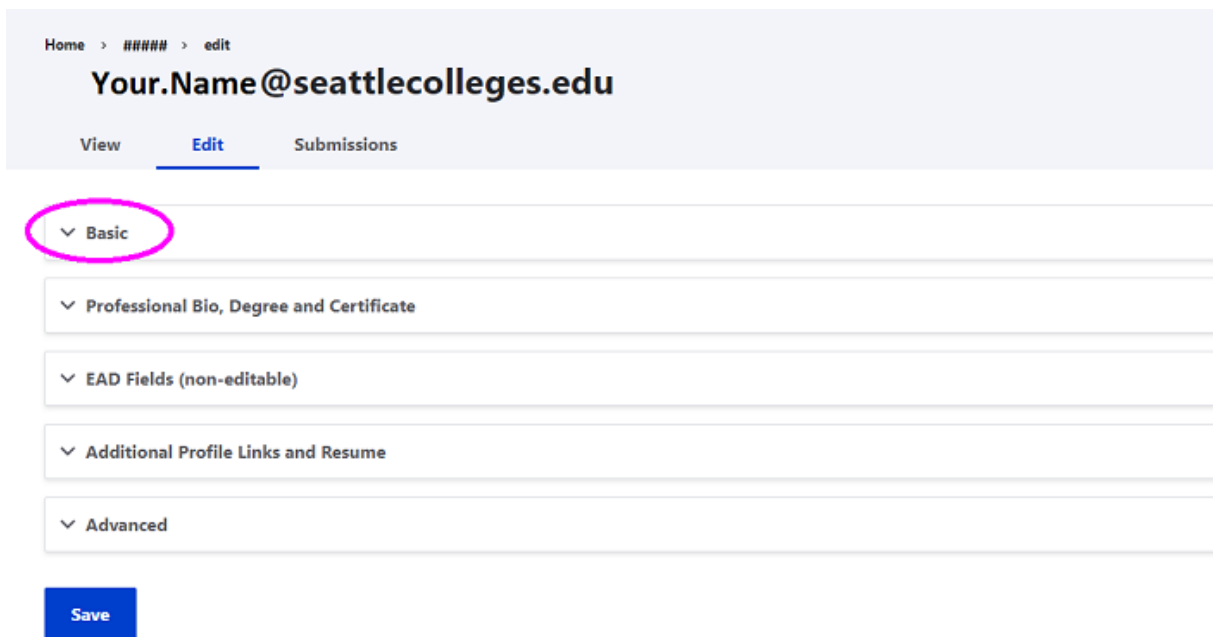 Home > ##### > edit
Your.Name@seattlecolleges.edu
View Edit Submissions
Basic
Professional Bio, Degree and Certificate
EAD Fields (non-editable)
Additional Profile Links and Resume
Advanced
Save